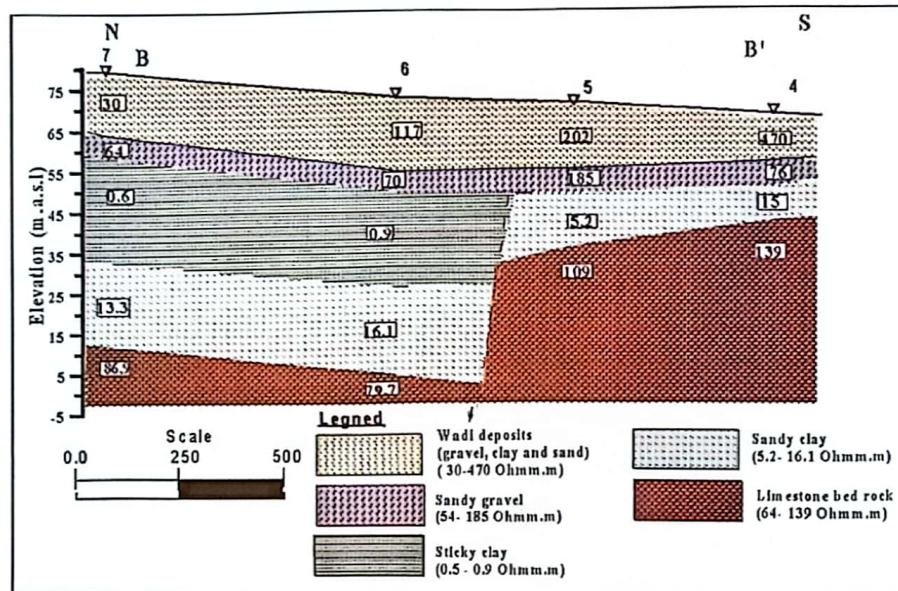 N
S
7
B
6
5
B'
4
75
65
55
45
35
25
15
5
-5
Elevation (m.a.s.l)
30
117
202
470
64
70
185
76
0.6
0.9
5.2
15
109
139
13.3
16.1
86.9
79.7
Legned
Scale
0.0 250 500
Wadi deposits
(gravel, clay and sand)
(30-470 Ohmm.m)
Sandy gravel
(54- 185 Ohmm.m)
Sticky clay
(0.5 - 0.9 Ohmm.m)
Sandy clay
(5.2- 16.1 Ohmm.m)
Limestone bed rock
(64- 139 Ohmm.m)